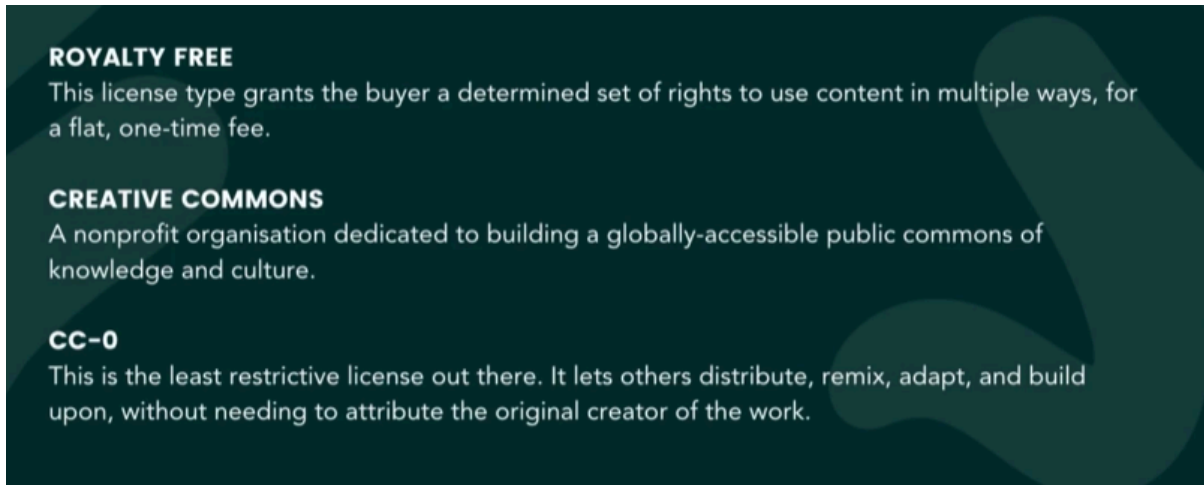 ROYALTY FREE
This license type grants the buyer a determined set of rights to use content in multiple ways, for
a flat, one-time fee.
CREATIVE COMMONS
A nonprofit organisation dedicated to building a globally-accessible public commons of
knowledge and culture.
CC-0
This is the least restrictive license out there. It lets others distribute, remix, adapt, and build
upon, without needing to attribute the original creator of the work.